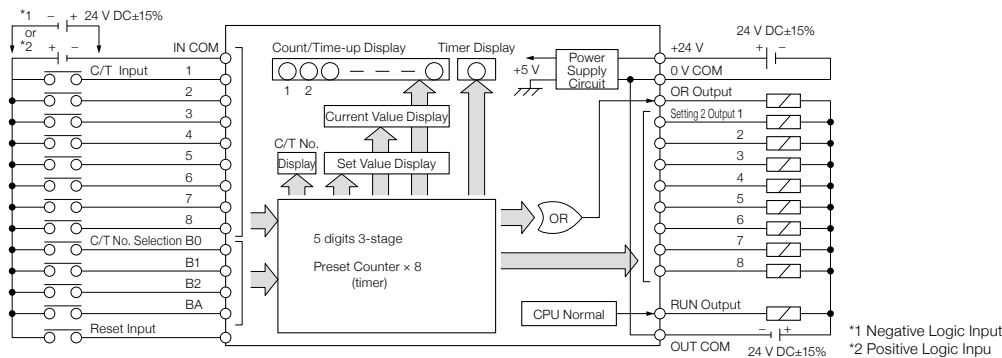 *1 − + 24 V DC±15%
or
*2 + −
IN COM
C/T Input 1
2
3
4
5
6
7
8
C/T No. Selection B0
B1
B2
BA
Reset Input
Count/Time-up Display
Timer Display
1 2
Current Value Display
C/T No.
Display
Set Value Display
5 digits 3-stage
Preset Counter × 8
(timer)
+5 V
Power
Supply
Circuit
OR
CPU Normal
24 V DC±15%
+24 V + −
0 V COM
OR Output
Setting 2 Output 1
2
3
4
5
6
7
8
RUN Output
− +
OUT COM
24 V DC±15%
*1 Negative Logic Input
*2 Positive Logic Inpu